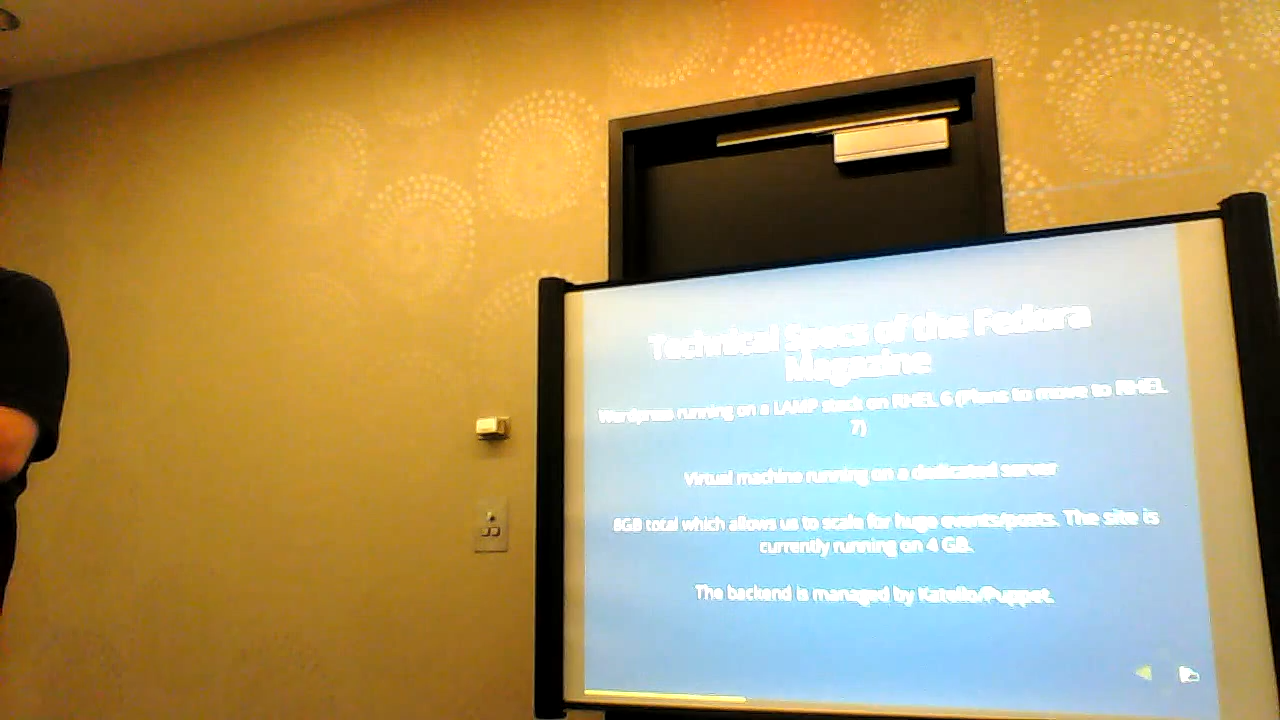 Technical Specs of the Fedora
Magazine
Wordpress running on a LAMP stack on RHEL 6 (Plans to move to RHEL
7)
Virtual machine running on a dedicated server
8GB total which allows us to scale for huge events/posts. The site is
currently running on 4 GB.
The backend is managed by Katello/Puppet.